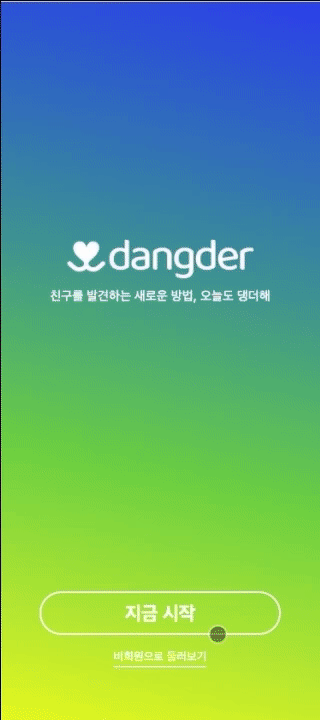 dangder
친구를 발견하는 새로운 방법, 오늘도 댕더해
지금 시작
비회원으로 둘러보기